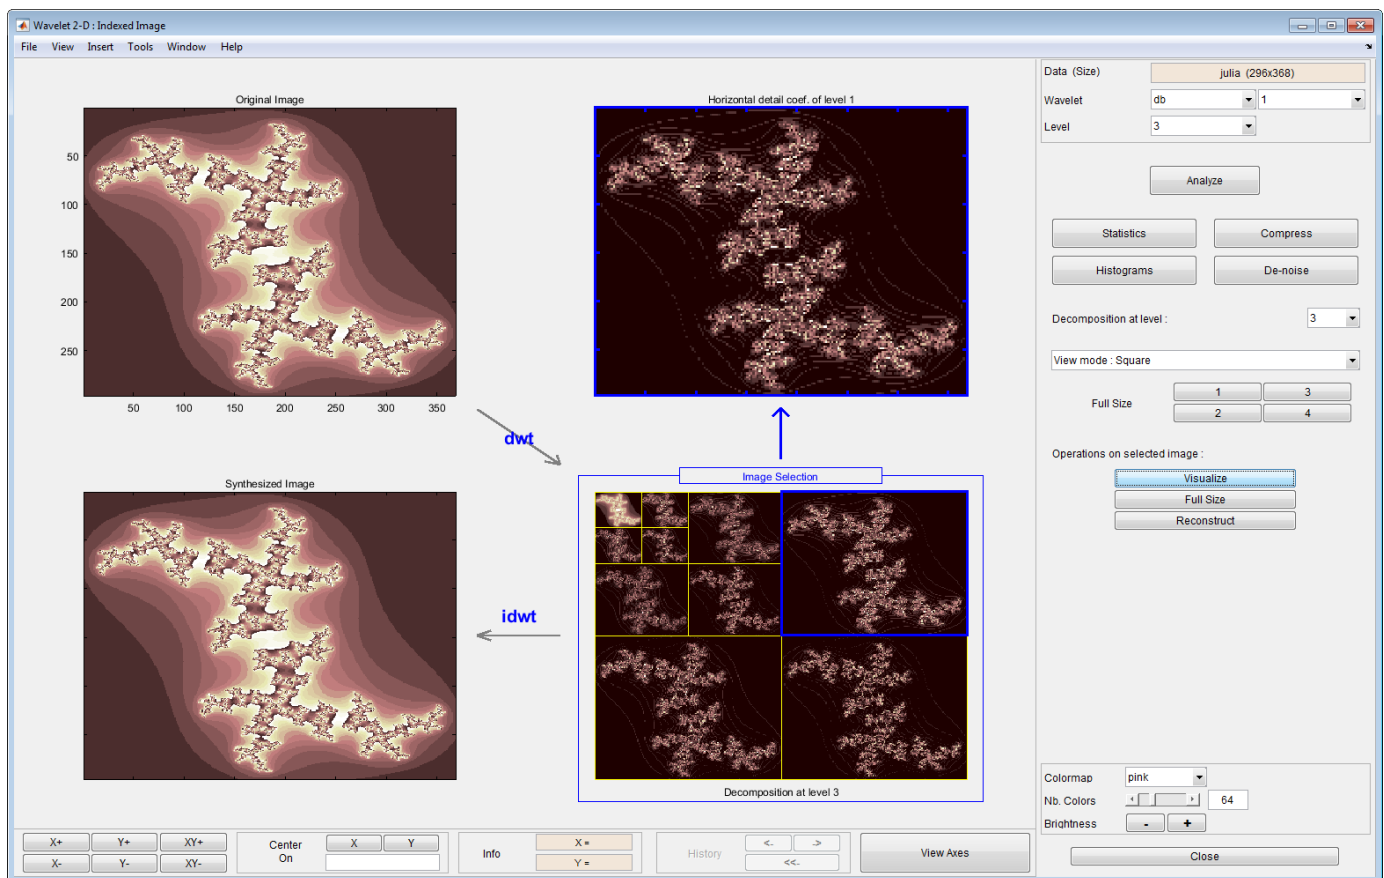 Wavelet 2-D : Indexed Image
File View Insert Tools Window Help
Original Image
50
100
150
200
250
50 100 150 200 250 300 350
Horizontal detail coef. of level 1
dwt
Synthesized Image
idwt
Image Selection
Decomposition at level 3
Data (Size) julia (296x368)
Wavelet db 1
Level 3
Analyze
Statistics Compress
Histograms De-noise
Decomposition at level : 3
View mode : Square
Full Size
1 3
2 4
Operations on selected image :
Visualize
Full Size
Reconstruct
Colormap pink
Nb. Colors 64
Brightness - +
Close
X+ Y+ XY+
X- Y- XY-
Center
On
X Y
Info
X =
Y =
History
<- ->
<<-
View Axes